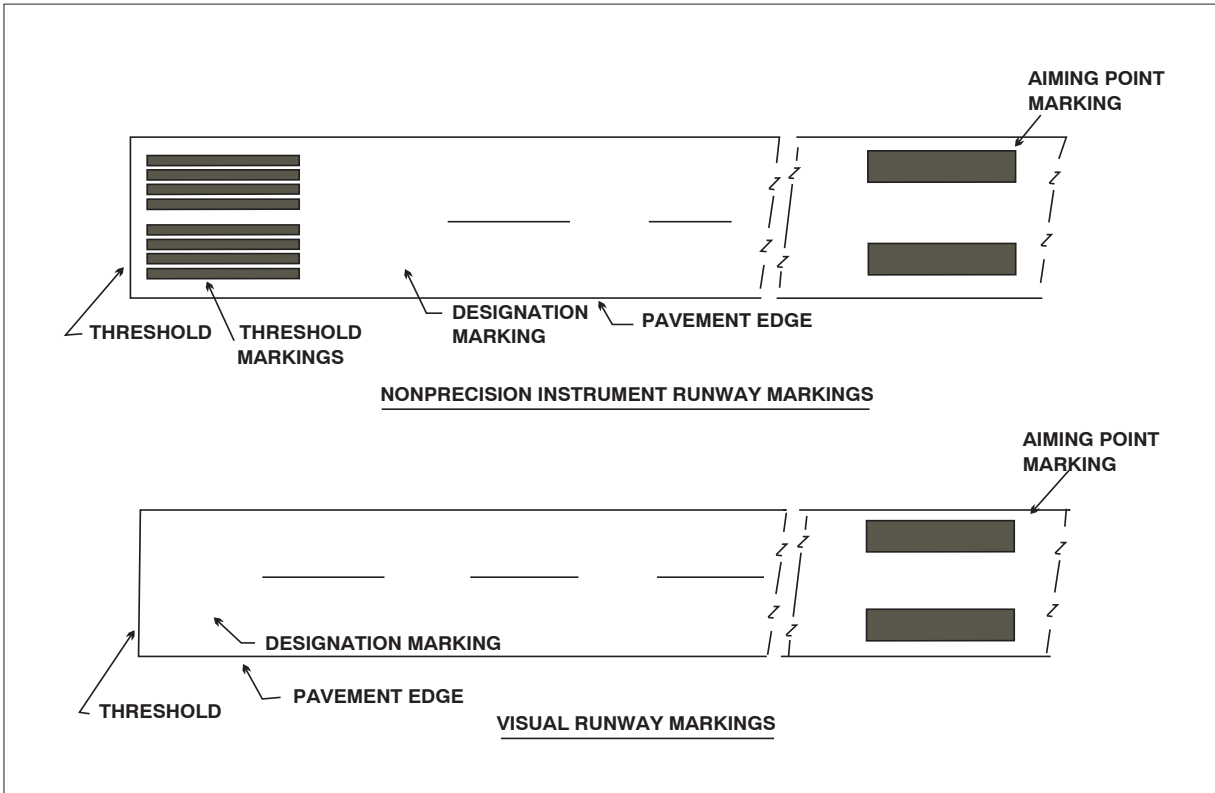 AIMING POINT
MARKING
THRESHOLD
THRESHOLD
MARKINGS
DESIGNATION
MARKING
PAVEMENT EDGE
NONPRECISION INSTRUMENT RUNWAY MARKINGS
AIMING POINT
MARKING
DESIGNATION MARKING
PAVEMENT EDGE
THRESHOLD
VISUAL RUNWAY MARKINGS